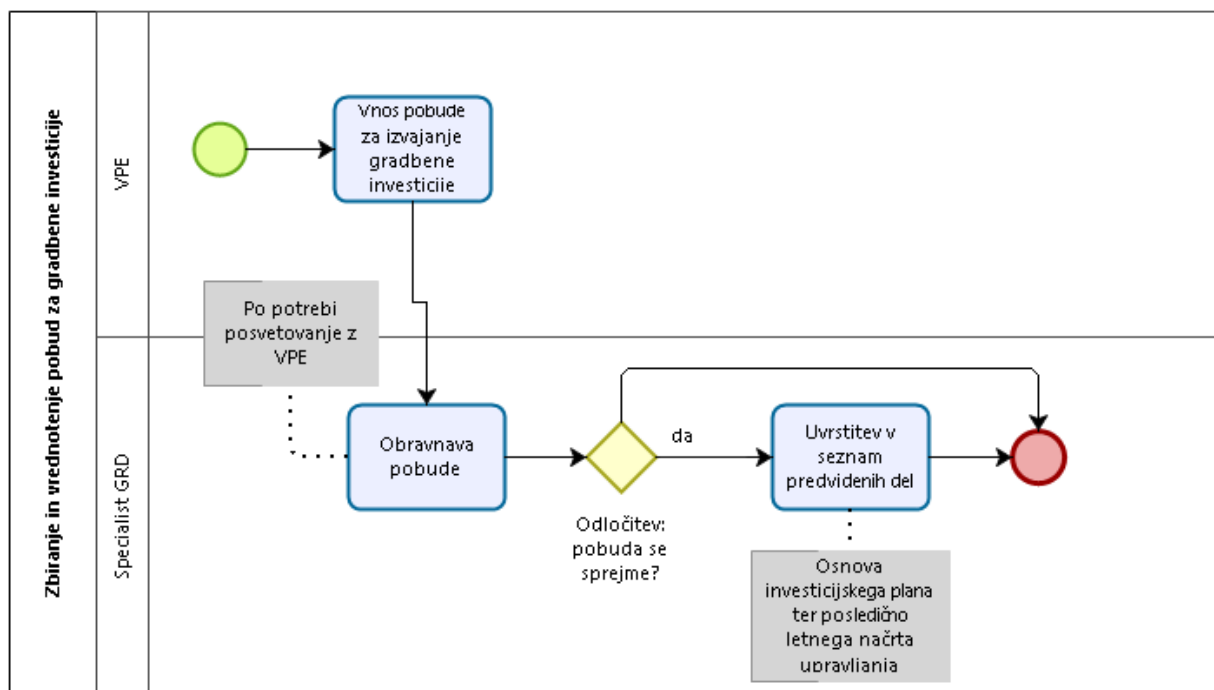 Zbiranje in vrednotenje pobud za gradbene investicije
VPE
Vnos pobude
za izvajanje
gradbene
investicije
Po potrebi
posvetovanje z
VPE
Specialist GRD
Obravnava
pobude
Odločitev:
pobuda se
sprejme?
da
Uvrstitev v
seznam
predvidenih del
Osnova
investicijskega plana
ter posledično
letnega načrta
upravljanja